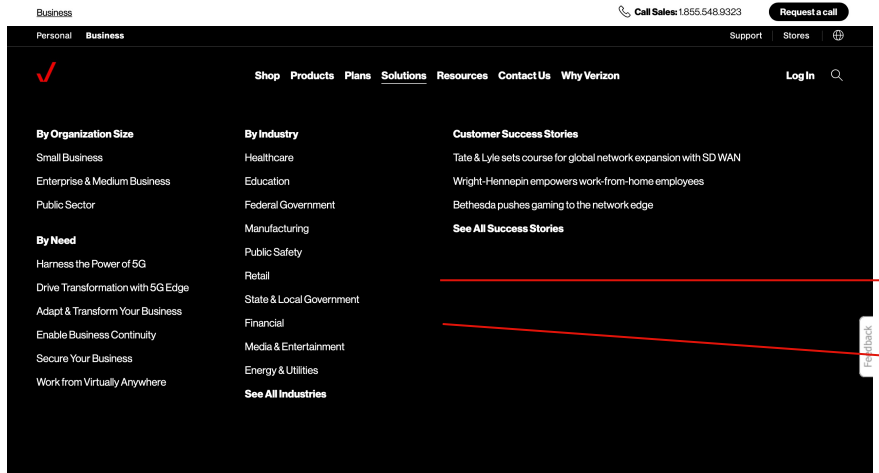 Business
Call Sales: 1.855.548.9323
Request a call
Personal Business
Support Stores
Shop Products Plans Solutions Resources Contact Us Why Verizon
Log In
By Organization Size
Small Business
Enterprise & Medium Business
Public Sector
By Need
Harness the Power of 5G
Drive Transformation with 5G Edge
Adapt & Transform Your Business
Enable Business Continuity
Secure Your Business
Work from Virtually Anywhere
By Industry
Healthcare
Education
Federal Government
Manufacturing
Public Safety
Retail
State & Local Government
Financial
Media & Entertainment
Energy & Utilities
See All Industries
Customer Success Stories
Tate & Lyle sets course for global network expansion with SD WAN
Wright-Hennepin empowers work-from-home employees
Bethesda pushes gaming to the network edge
See All Success Stories
Feedback